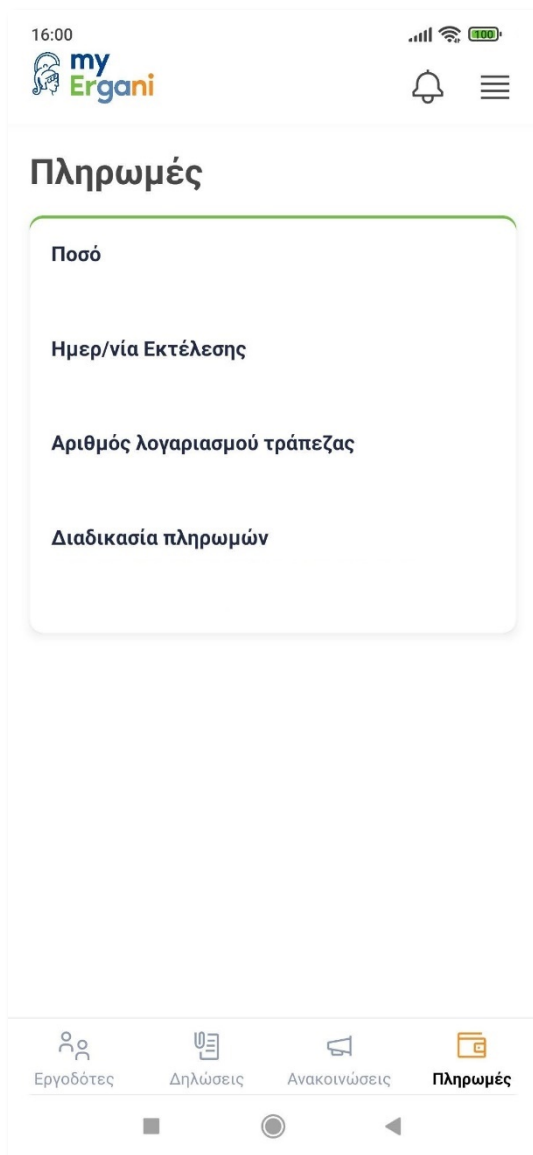 16:00
100
my
Ergani
Πληρωμές
Ποσό
Ημερ/νία Εκτέλεσης
Αριθμός λογαριασμού τράπεζας
Διαδικασία πληρωμών
Εργοδότες Δηλώσεις Ανακοινώσεις Πληρωμές